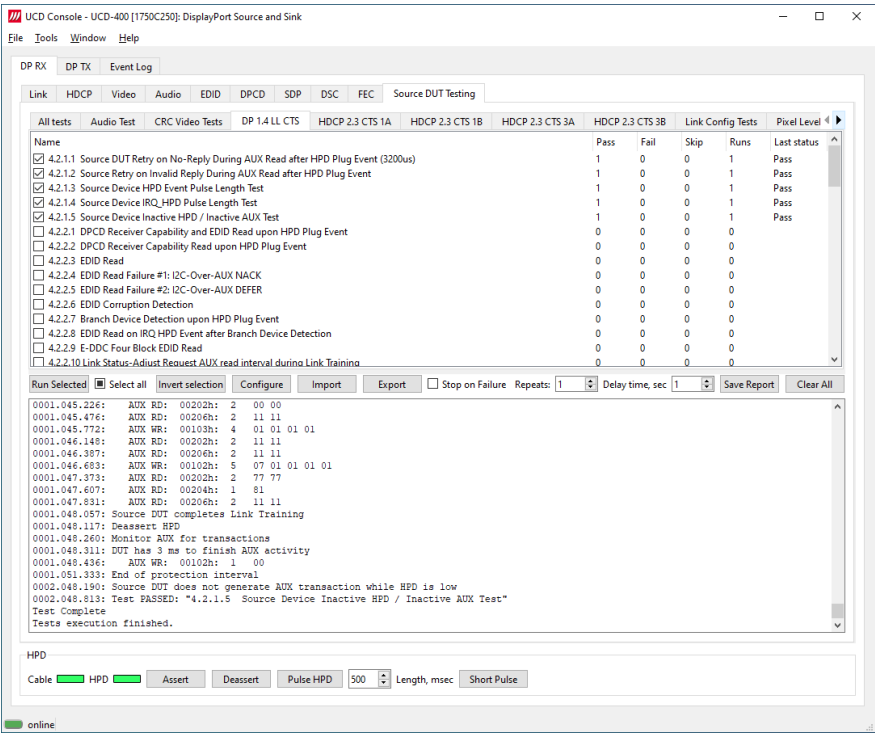 UCD Console - UCD-400 [1750C250]: DisplayPort Source and Sink
File Tools Window Help
DP RX DP TX Event Log
Link HDCP Video Audio EDID DPCD SDP DSC FEC Source DUT Testing
All tests Audio Test CRC Video Tests DP 1.4 LL CTS HDCP 2.3 CTS 1A HDCP 2.3 CTS 1B HDCP 2.3 CTS 3A HDCP 2.3 CTS 3B Link Config Tests Pixel Level
Name Pass Fail Skip Runs Last status
4.2.1.1 Source DUT Retry on No-Reply During AUX Read after HPD Plug Event (3200us) 1 0 0 1 Pass
4.2.1.2 Source Retry on Invalid Reply During AUX Read after HPD Plug Event 1 0 0 1 Pass
4.2.1.3 Source Device HPD Event Pulse Length Test 1 0 0 1 Pass
4.2.1.4 Source Device IRQ_HPD Pulse Length Test 1 0 0 1 Pass
4.2.1.5 Source Device Inactive HPD / Inactive AUX Test 1 0 0 1 Pass
4.2.2.1 DPCD Receiver Capability and EDID Read upon HPD Plug Event 0 0 0 0
4.2.2.2 DPCD Receiver Capability Read upon HPD Plug Event 0 0 0 0
4.2.2.3 EDID Read 0 0 0 0
4.2.2.4 EDID Read Failure #1: I2C-Over-AUX NACK 0 0 0 0
4.2.2.5 EDID Read Failure #2: I2C-Over-AUX DEFER 0 0 0 0
4.2.2.6 EDID Corruption Detection 0 0 0 0
4.2.2.7 Branch Device Detection upon HPD Plug Event 0 0 0 0
4.2.2.8 EDID Read on IRQ HPD Event after Branch Device Detection 0 0 0 0
4.2.2.9 E-DDC Four Block EDID Read 0 0 0 0
4.2.2.10 Link Status-Adjust Request AUX read interval during Link Training 0 0 0 0
Run Selected Select all Invert selection Configure Import Export Stop on Failure Repeats: 1 Delay time, sec 1 Save Report Clear All
0001.045.226: AUX RD: 00202h: 2 00 00
0001.045.476: AUX RD: 00206h: 2 11 11
0001.045.772: AUX WR: 00103h: 4 01 01 01 01
0001.046.148: AUX RD: 00202h: 2 11 11
0001.046.387: AUX RD: 00206h: 2 11 11
0001.046.683: AUX WR: 00102h: 5 07 01 01 01 01
0001.047.373: AUX RD: 00202h: 2 77 77
0001.047.607: AUX RD: 00204h: 1 81
0001.047.831: AUX RD: 00206h: 2 11 11
0001.048.057: Source DUT completes Link Training
0001.048.117: Deassert HPD
0001.048.260: Monitor AUX for transactions
0001.048.311: DUT has 3 ms to finish AUX activity
0001.048.436: AUX WR: 00102h: 1 00
0001.051.333: End of protection interval
0002.048.190: Source DUT does not generate AUX transaction while HPD is low
0002.048.813: Test PASSED: "4.2.1.5 Source Device Inactive HPD / Inactive AUX Test"
Test Complete
Tests execution finished.
HPD
Cable HPD Assert Deassert Pulse HPD 500 Length, msec Short Pulse
online